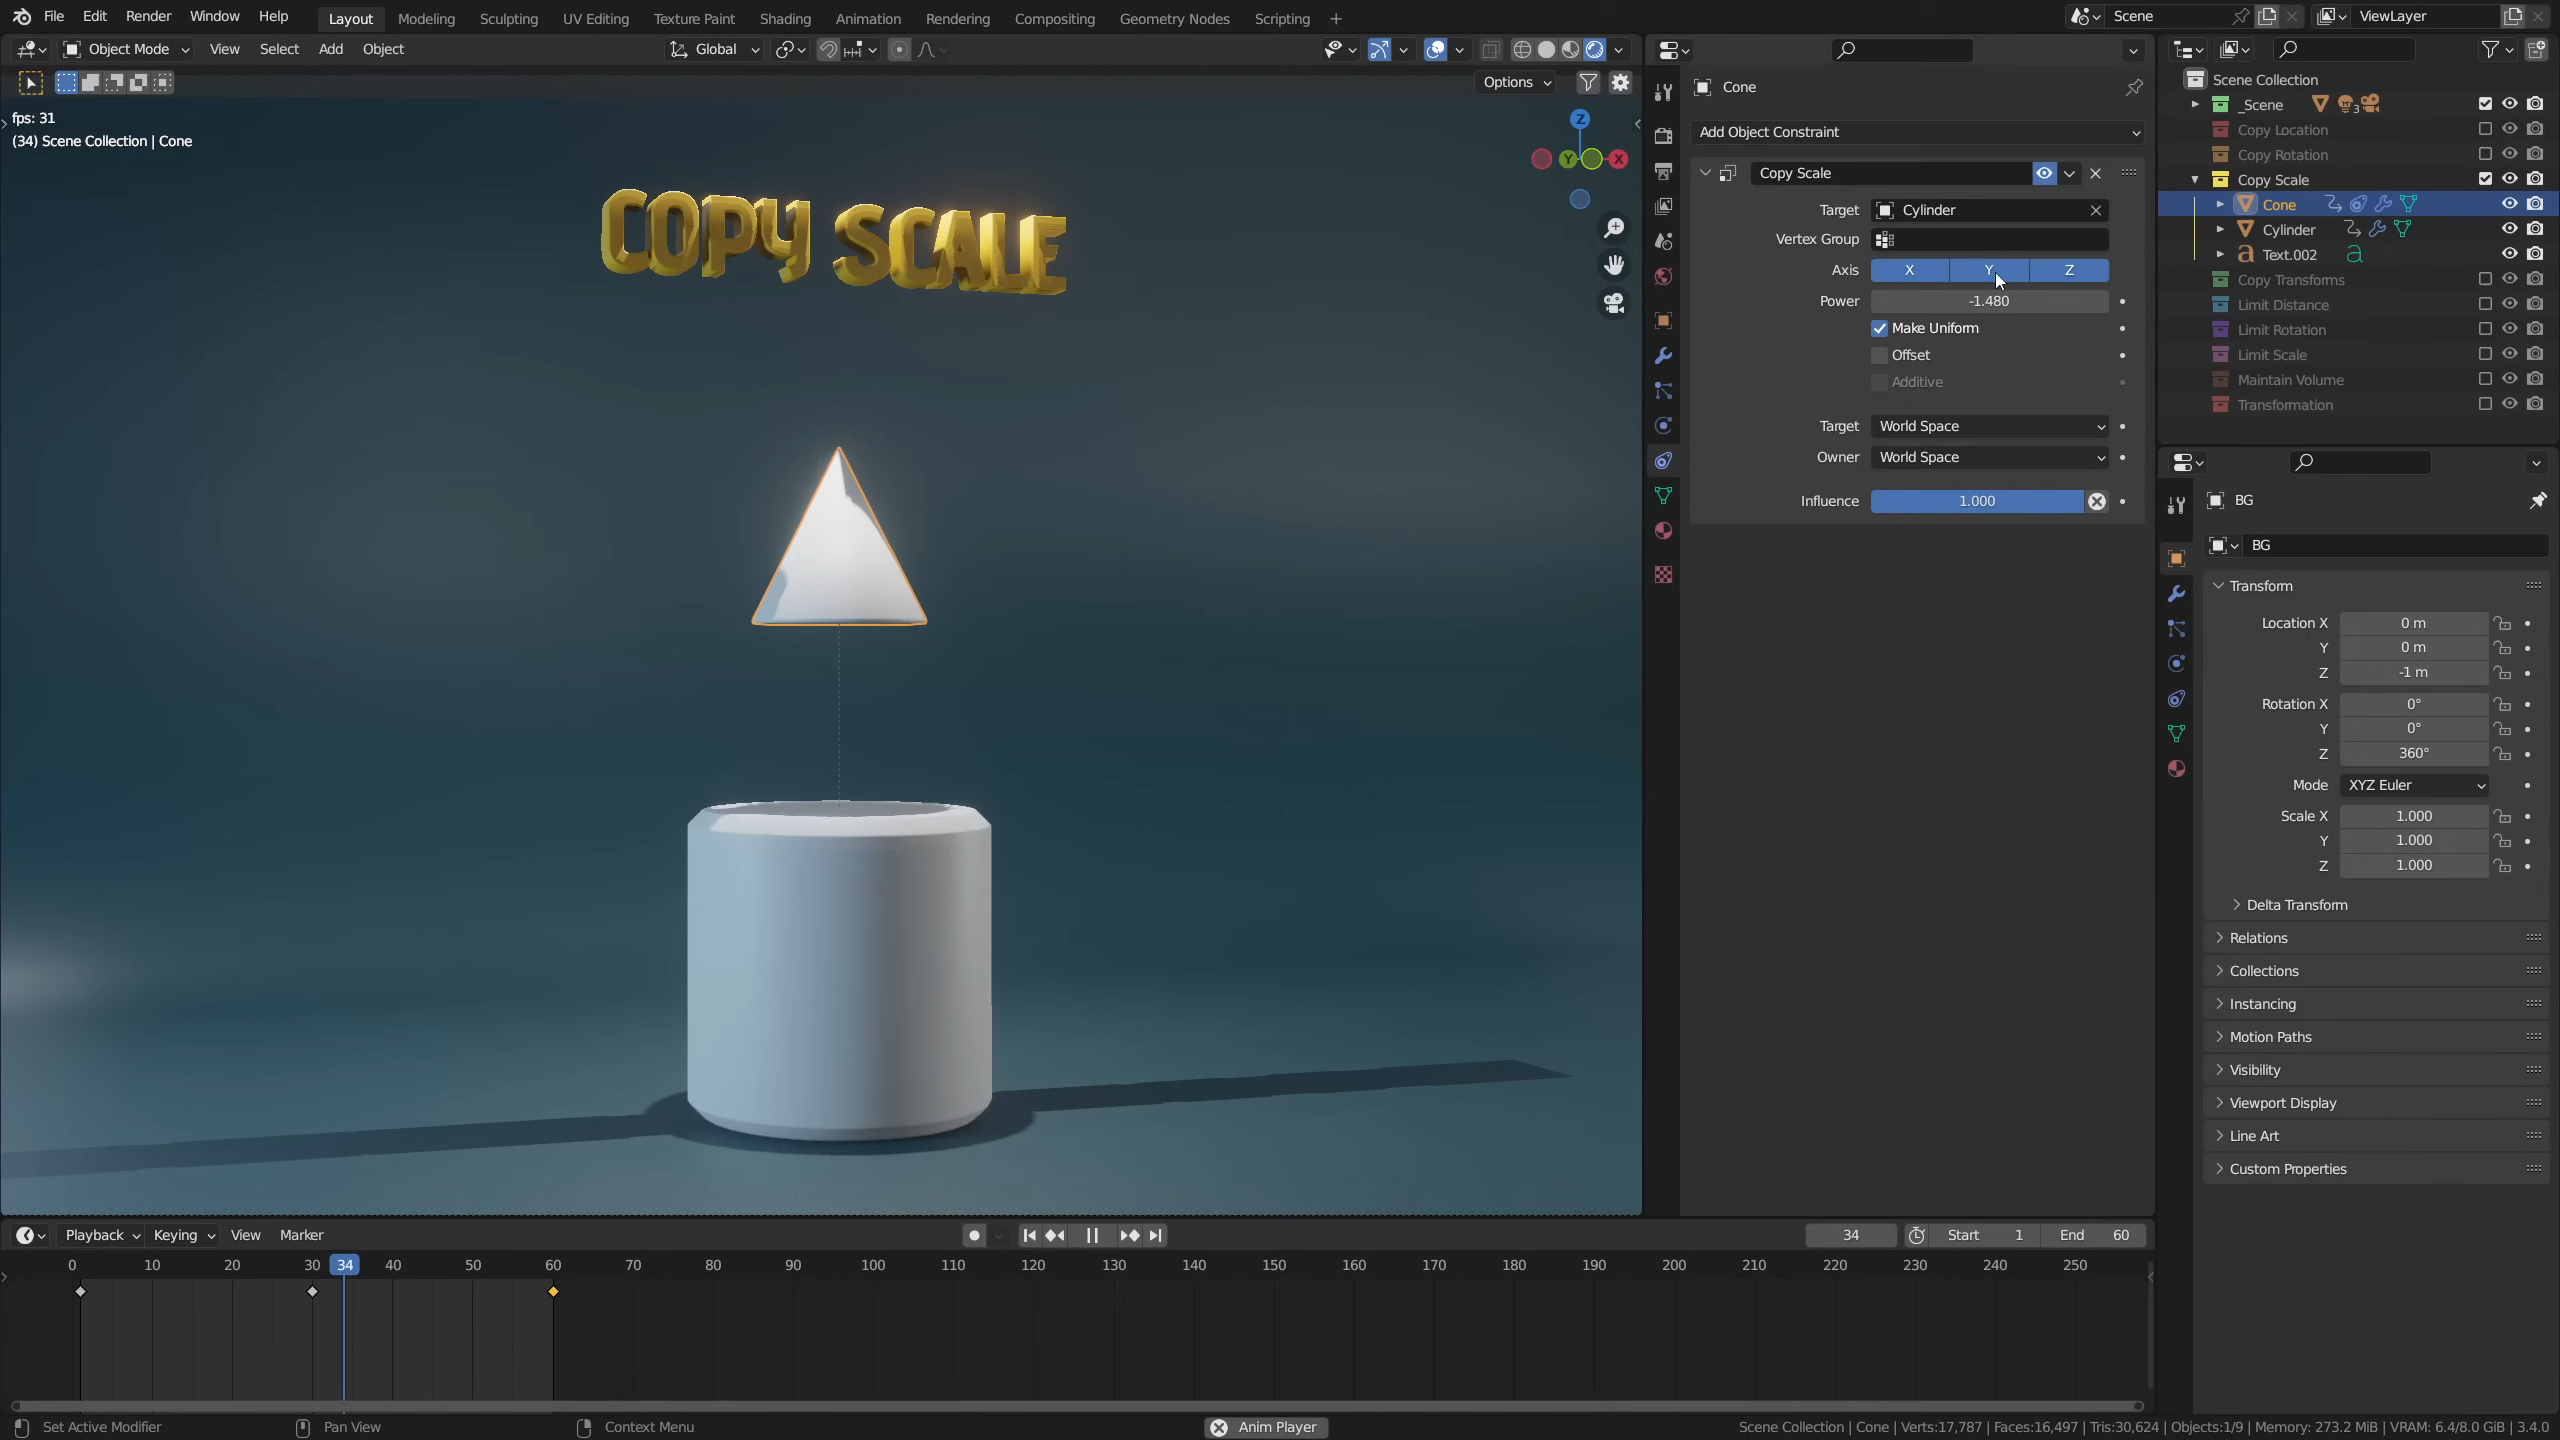 File Edit Render Window Help Layout Modeling Sculpting UV Editing Texture Paint Shading Animation Rendering Compositing Geometry Nodes Scripting + Scene ViewLayer
Object Mode View Select Add Object Global
Options
fps: 31
(34) Scene Collection | Cone
Z
Y
X
COPY SCALE
Cone
Add Object Constraint
Copy Scale
Target Cylinder
Vertex Group
Axis X Y Z
Power -1.480
Make Uniform
Offset
Additive
Target World Space
Owner World Space
Influence 1.000
Scene Collection
_Scene 3
Copy Location
Copy Rotation
Copy Scale
Cone
Cylinder
Text.002
Copy Transforms
Limit Distance
Limit Rotation
Limit Scale
Maintain Volume
Transformation
BG
BG
Transform
Location X 0 m
Y 0 m
Z -1 m
Rotation X 0°
Y 0°
Z 360°
Mode XYZ Euler
Scale X 1.000
Y 1.000
Z 1.000
Delta Transform
Relations
Collections
Instancing
Motion Paths
Visibility
Viewport Display
Line Art
Custom Properties
Playback Keying View Marker 34 Start 1 End 60
0 10 20 30 34 40 50 60 70 80 90 100 110 120 130 140 150 160 170 180 190 200 210 220 230 240 250
Set Active Modifier Pan View Context Menu Anim Player Scene Collection | Cone | Verts:17,787 | Faces:16,497 | Tris:30,624 | Objects:1/9 | Memory: 273.2 MiB | VRAM: 6.4/8.0 GiB | 3.4.0